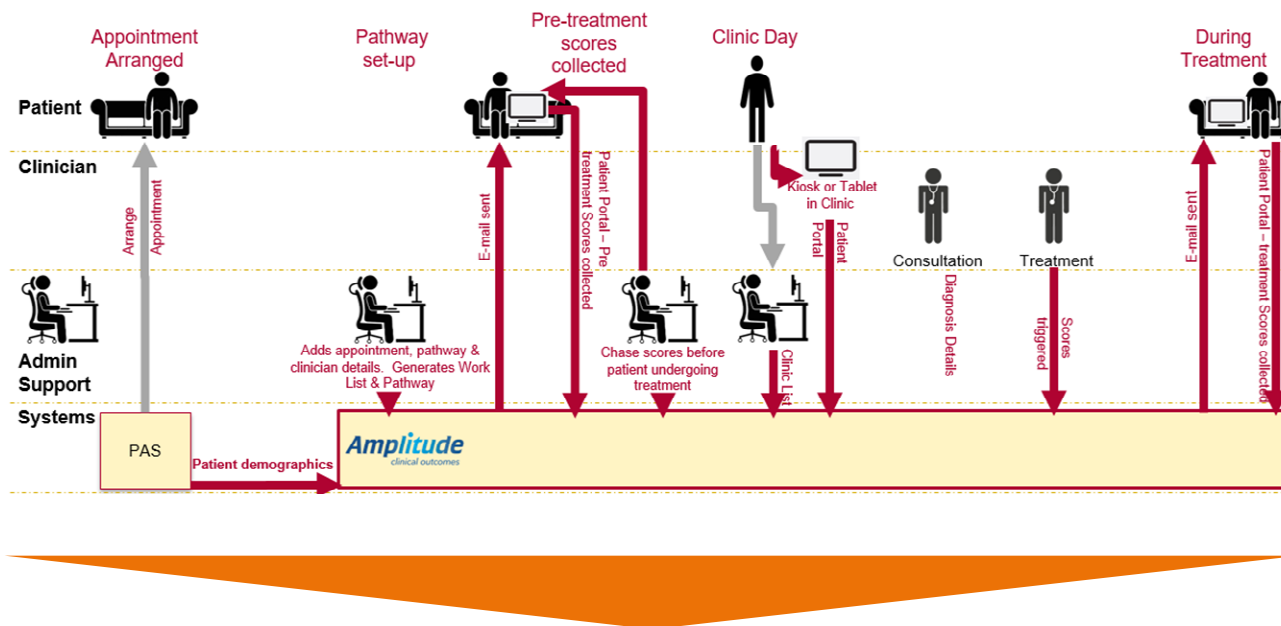 Appointment
Arranged
Pathway
set-up
Pre-treatment
scores
collected
Clinic Day
During
Treatment
Patient
Clinician
Arrange
Appointment
E-mail sent
Patient Portal – Pre
treatment Scores collected
Kiosk or Tablet
in Clinic
Patient
Portal
Consultation
Treatment
Diagnosis Details
Scores
triggered
E-mail sent
Patient Portal – treatment Scores collected
Admin
Support
Adds appointment, pathway &
clinician details. Generates Work
List & Pathway
Chase scores before
patient undergoing
treatment
Clinic List
Systems
PAS
Patient demographics
Amplitude
clinical outcomes